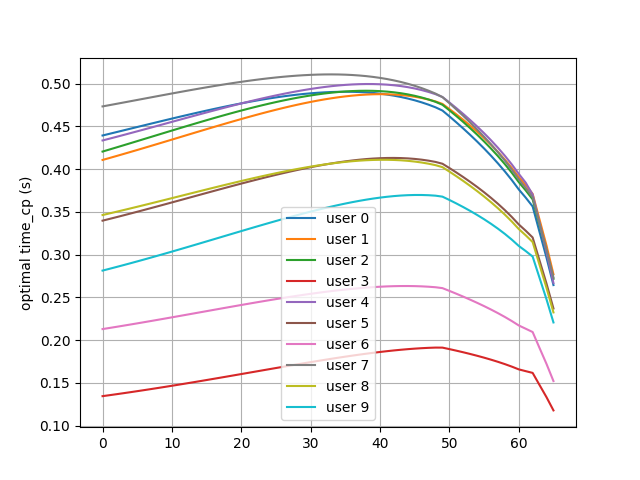 optimal time_cp (s)
0.50
0.45
0.40
0.35
0.30
0.25
0.20
0.15
0.10
0 10 20 30 40 50 60
user 0
user 1
user 2
user 3
user 4
user 5
user 6
user 7
user 8
user 9